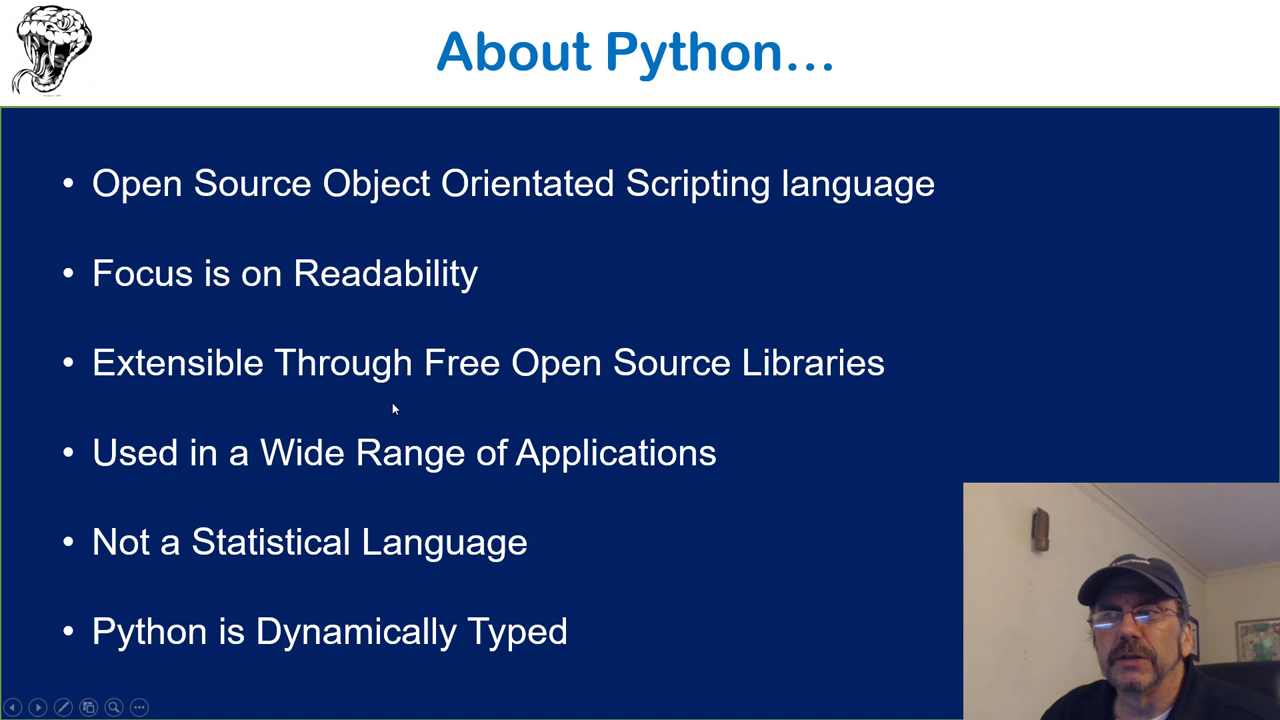 About Python...
• Open Source Object Orientated Scripting language
• Focus is on Readability
• Extensible Through Free Open Source Libraries
• Used in a Wide Range of Applications
• Not a Statistical Language
• Python is Dynamically Typed